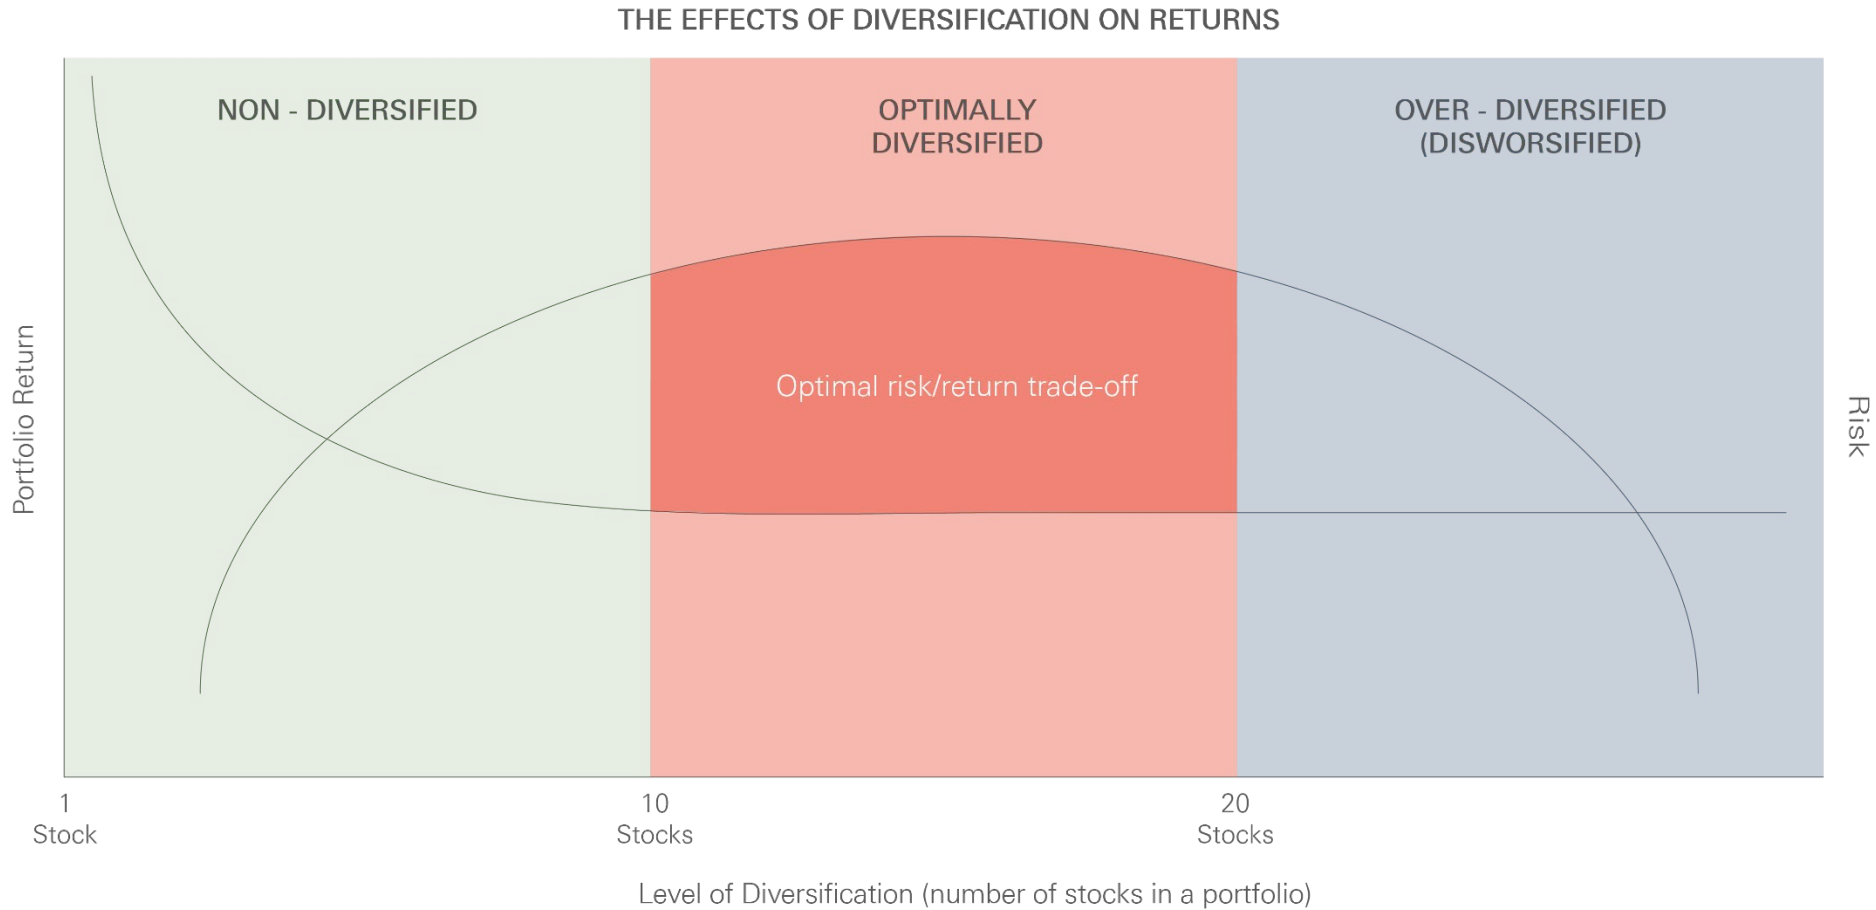 THE EFFECTS OF DIVERSIFICATION ON RETURNS
NON - DIVERSIFIED
OPTIMALLY
DIVERSIFIED
OVER - DIVERSIFIED
(DISWORSIFIED)
Portfolio Return
Optimal risk/return trade-off
Risk
1
Stock
10
Stocks
20
Stocks
Level of Diversification (number of stocks in a portfolio)